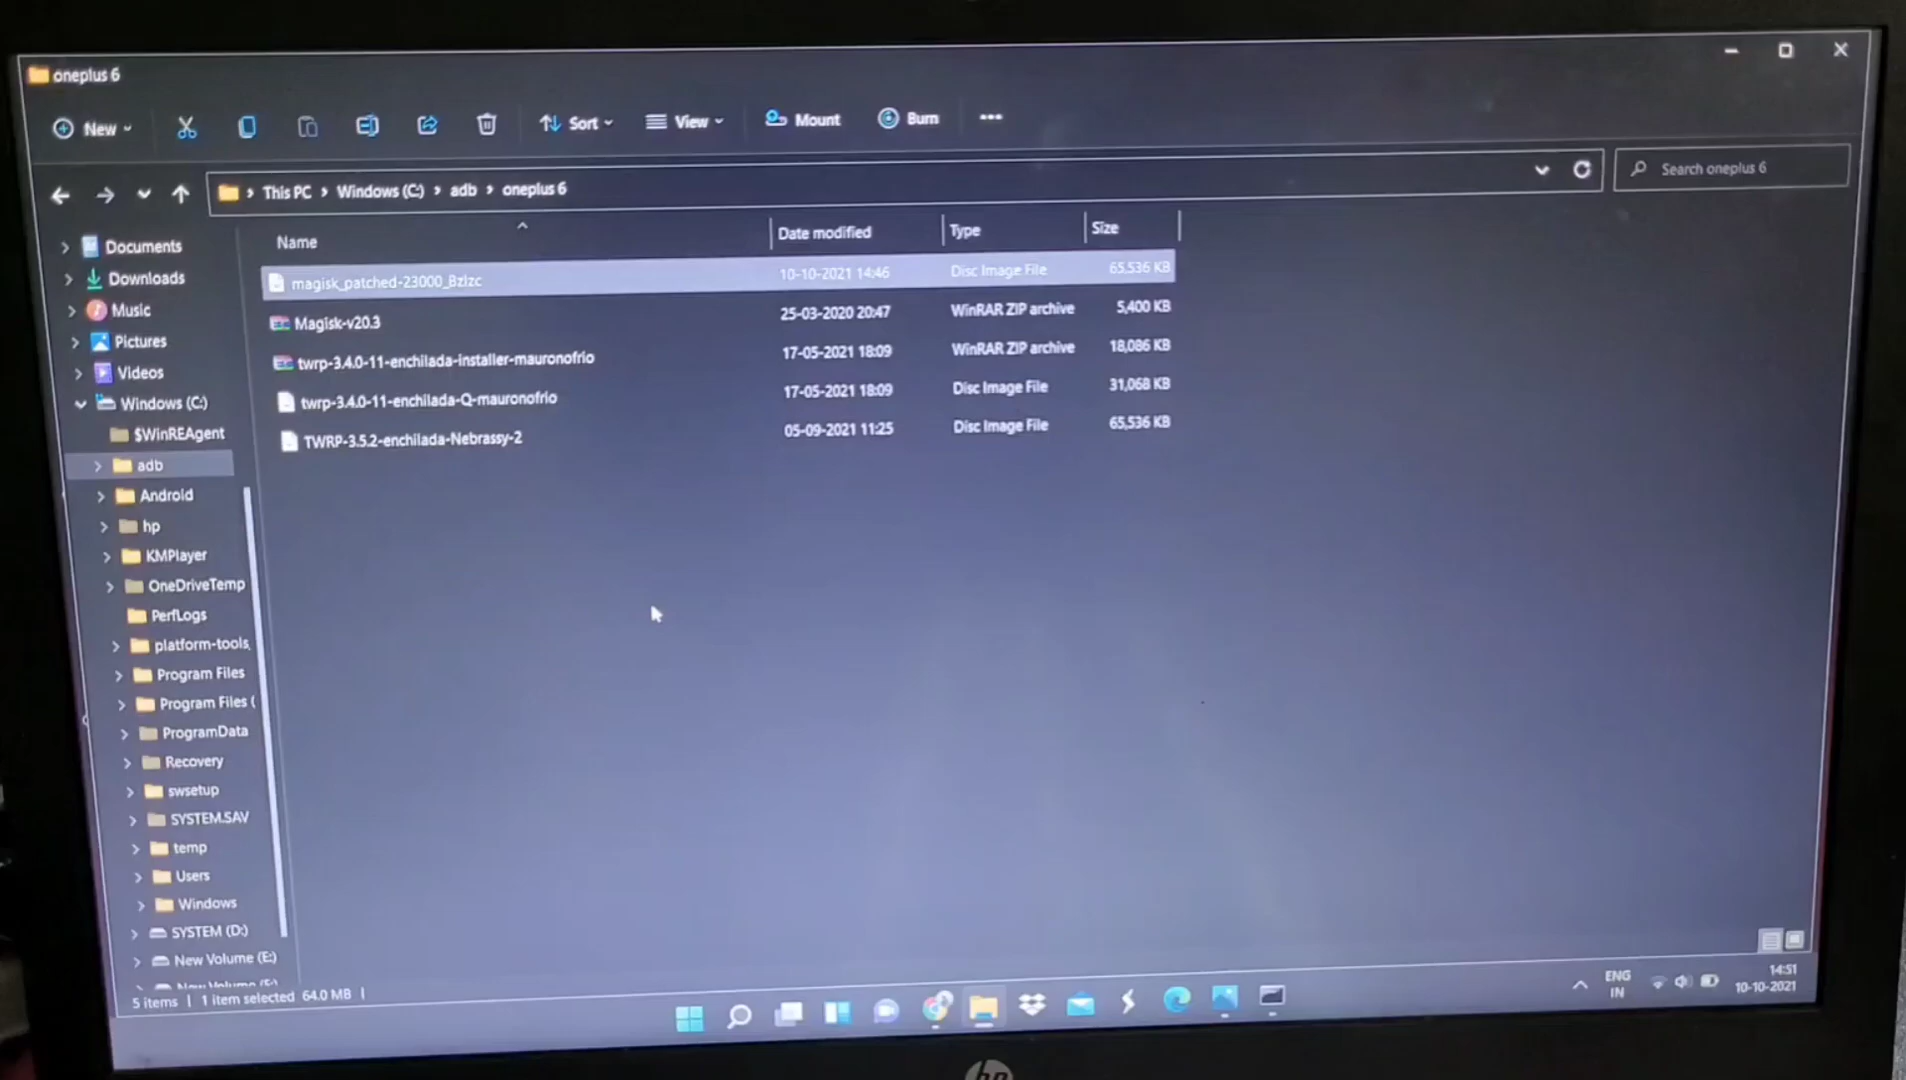 oneplus 6
New
Sort
View
Mount
Burn
This PC > Windows (C:) > adb > oneplus 6
Search oneplus 6
Name Date modified Type Size
magisk_patched-23000_BzIzc 10-10-2021 14:46 Disc Image File 65,536 KB
Magisk-v20.3 25-03-2020 20:47 WinRAR ZIP archive 5,400 KB
twrp-3.4.0-11-enchilada-installer-mauronofrio 17-05-2021 18:09 WinRAR ZIP archive 18,086 KB
twrp-3.4.0-11-enchilada-Q-mauronofrio 17-05-2021 18:09 Disc Image File 31,068 KB
TWRP-3.5.2-enchilada-Nebrassy-2 05-09-2021 11:25 Disc Image File 65,536 KB
Documents
Downloads
Music
Pictures
Videos
Windows (C:)
$WinREAgent
adb
Android
hp
KMPlayer
OneDriveTemp
PerfLogs
platform-tools
Program Files
Program Files (
ProgramData
Recovery
swsetup
SYSTEM.SAV
temp
Users
Windows
SYSTEM (D:)
New Volume (E:)
5 items | 1 item selected 64.0 MB |
ENG
IN
14:51
10-10-2021
hp